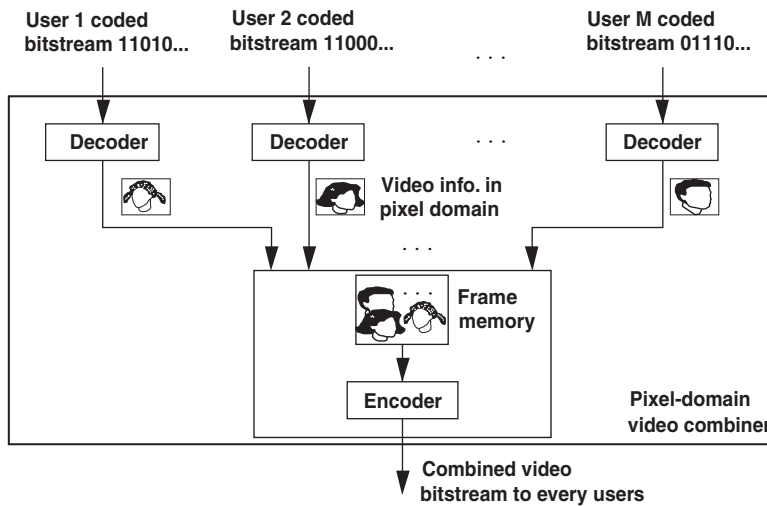 User 1 coded
bitstream 11010...
User 2 coded
bitstream 11000...
. . .
User M coded
bitstream 01110...
Decoder
Decoder
. . .
Decoder
Video info. in
pixel domain
. . .
. . .
Frame
memory
Encoder
Pixel-domain
video combiner
Combined video
bitstream to every users